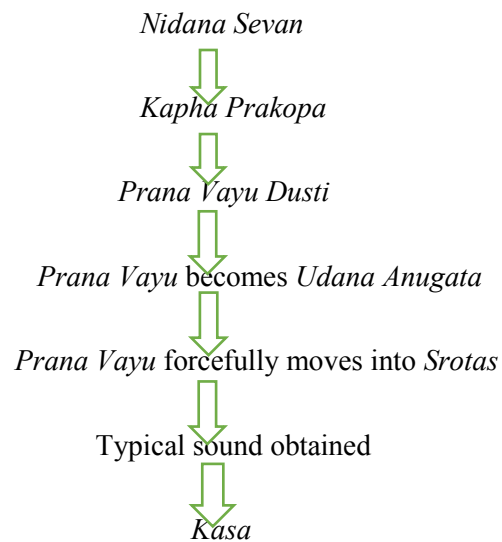 Nidana Sevan
Kapha Prakopa
Prana Vayu Dusti
Prana Vayu becomes Udana Anugata
Prana Vayu forcefully moves into Srotas
Typical sound obtained
Kasa